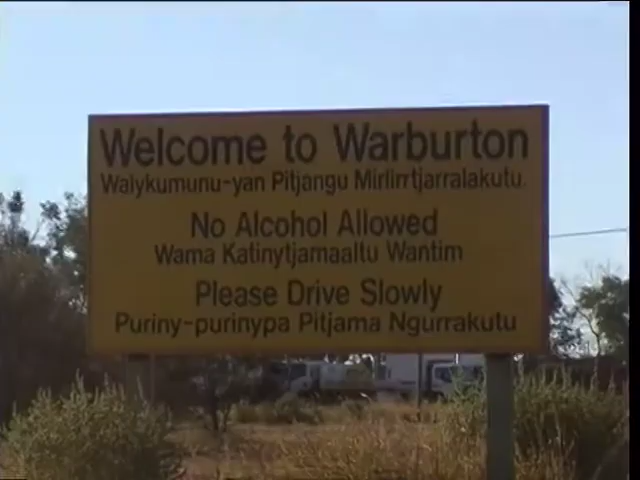 Welcome to Warburton
Walykumunu-yan Pitjangu Mirlirrtjarralakutu.
No Alcohol Allowed
Wama Katinytjamaaltu Wantim
Please Drive Slowly
Puriny-purinypa Pitjama Ngurrakutu